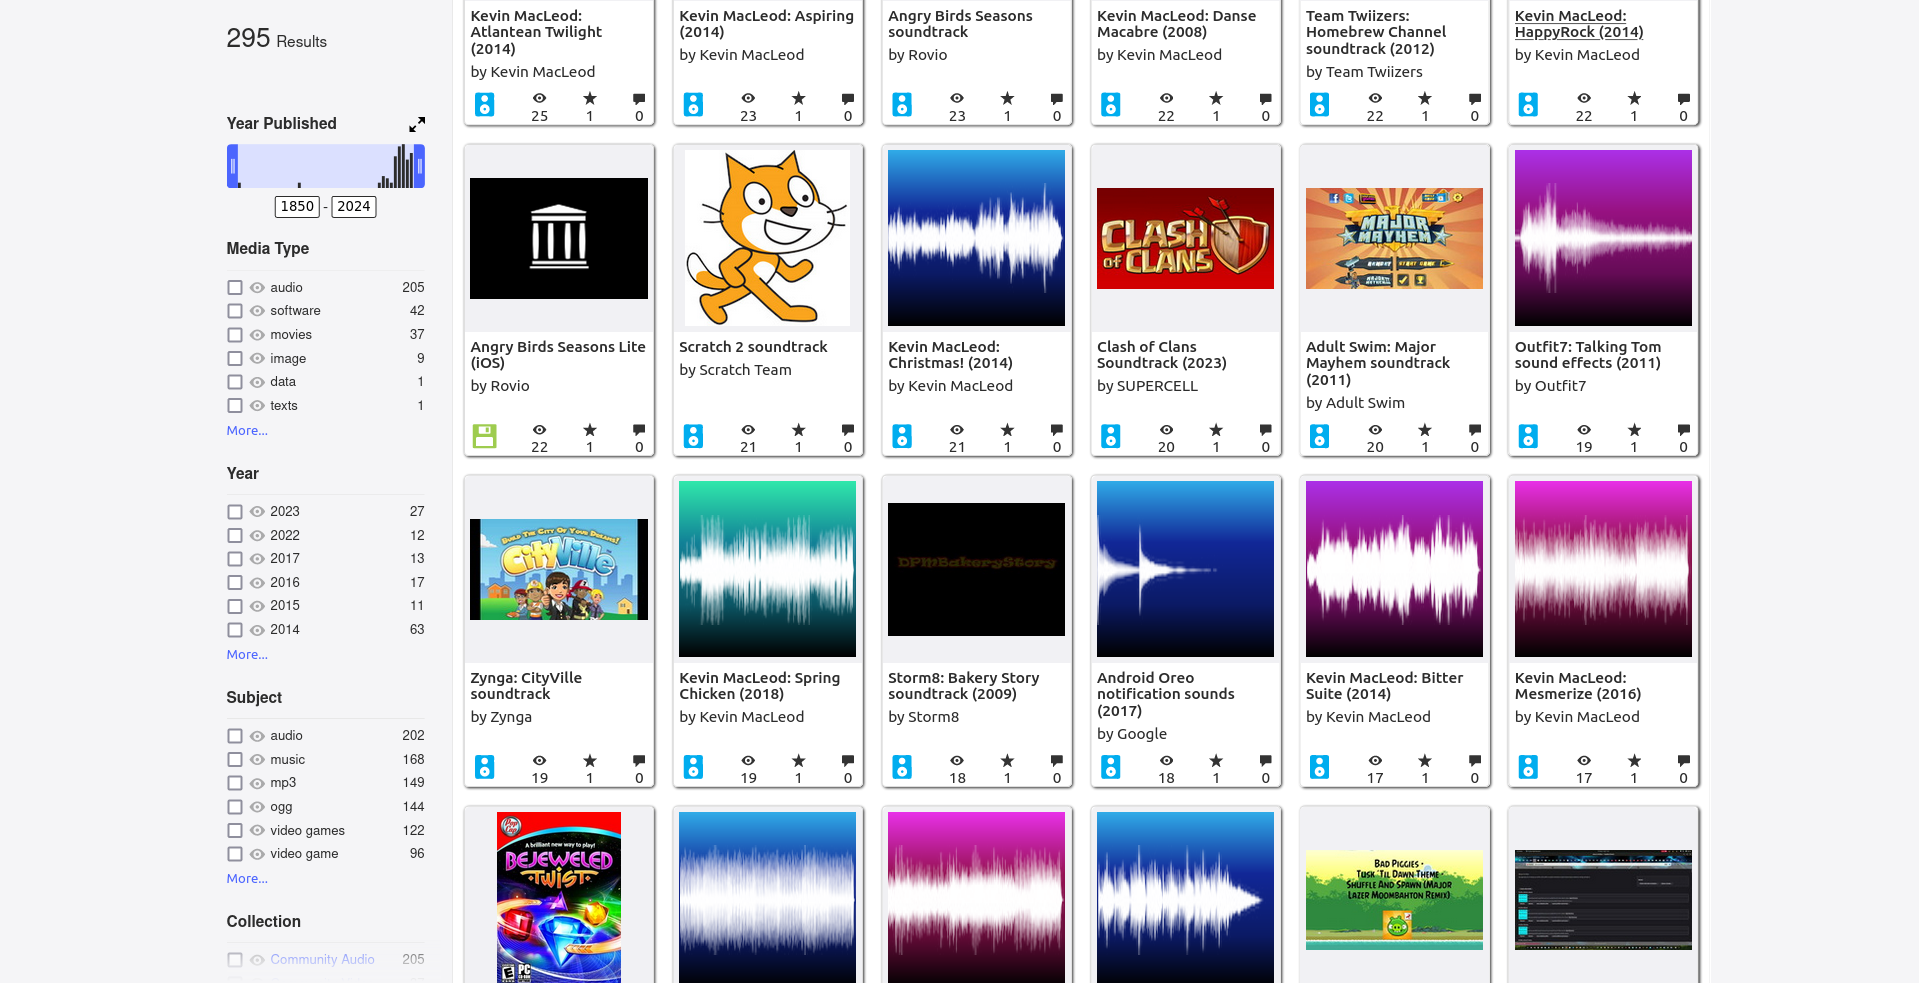 295 Results
Year Published
1850 - 2024
Media Type
audio 205
software 42
movies 37
image 9
data 1
texts 1
More...
Year
2023 27
2022 12
2017 13
2016 17
2015 11
2014 63
More...
Subject
audio 202
music 168
mp3 149
ogg 144
video games 122
video game 96
More...
Collection
Community Audio 205
Kevin MacLeod:
Atlantean Twilight
(2014)
by Kevin MacLeod
25 1 0
Kevin MacLeod: Aspiring
(2014)
by Kevin MacLeod
23 1 0
Angry Birds Seasons
soundtrack
by Rovio
23 1 0
Kevin MacLeod: Danse
Macabre (2008)
by Kevin MacLeod
22 1 0
Team Twiizers:
Homebrew Channel
soundtrack (2012)
by Team Twiizers
22 1 0
Kevin MacLeod:
HappyRock (2014)
by Kevin MacLeod
22 1 0
Angry Birds Seasons Lite
(iOS)
by Rovio
22 1 0
Scratch 2 soundtrack
by Scratch Team
21 1 0
Kevin MacLeod:
Christmas! (2014)
by Kevin MacLeod
21 1 0
CLASH
OF CLANS
Clash of Clans
Soundtrack (2023)
by SUPERCELL
20 1 0
MAJOR
MAYHEM
Adult Swim: Major
Mayhem soundtrack
(2011)
by Adult Swim
20 1 0
Outfit7: Talking Tom
sound effects (2011)
by Outfit7
19 1 0
BUILD THE CITY OF YOUR DREAMS!
CityVille
Zynga: CityVille
soundtrack
by Zynga
19 1 0
Kevin MacLeod: Spring
Chicken (2018)
by Kevin MacLeod
19 1 0
DPMBakeryStory
Storm8: Bakery Story
soundtrack (2009)
by Storm8
18 1 0
Android Oreo
notification sounds
(2017)
by Google
18 1 0
Kevin MacLeod: Bitter
Suite (2014)
by Kevin MacLeod
17 1 0
Kevin MacLeod:
Mesmerize (2016)
by Kevin MacLeod
17 1 0
PopCap
A brilliant new way to play!
BEJEWELED
TWIST
E PC
BAD PIGGIES -
TUSK 'TIL DAWN THEME -
SHUFFLE AND SPAWN (MAJOR
LAZER MOOMBAHTON REMIX)